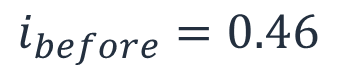 i_before = 0.46